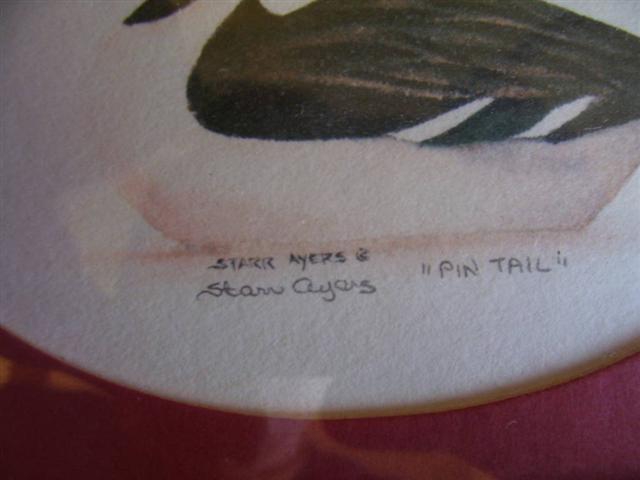 STARR AYERS ©
Starr Ayers
"PIN TAIL"